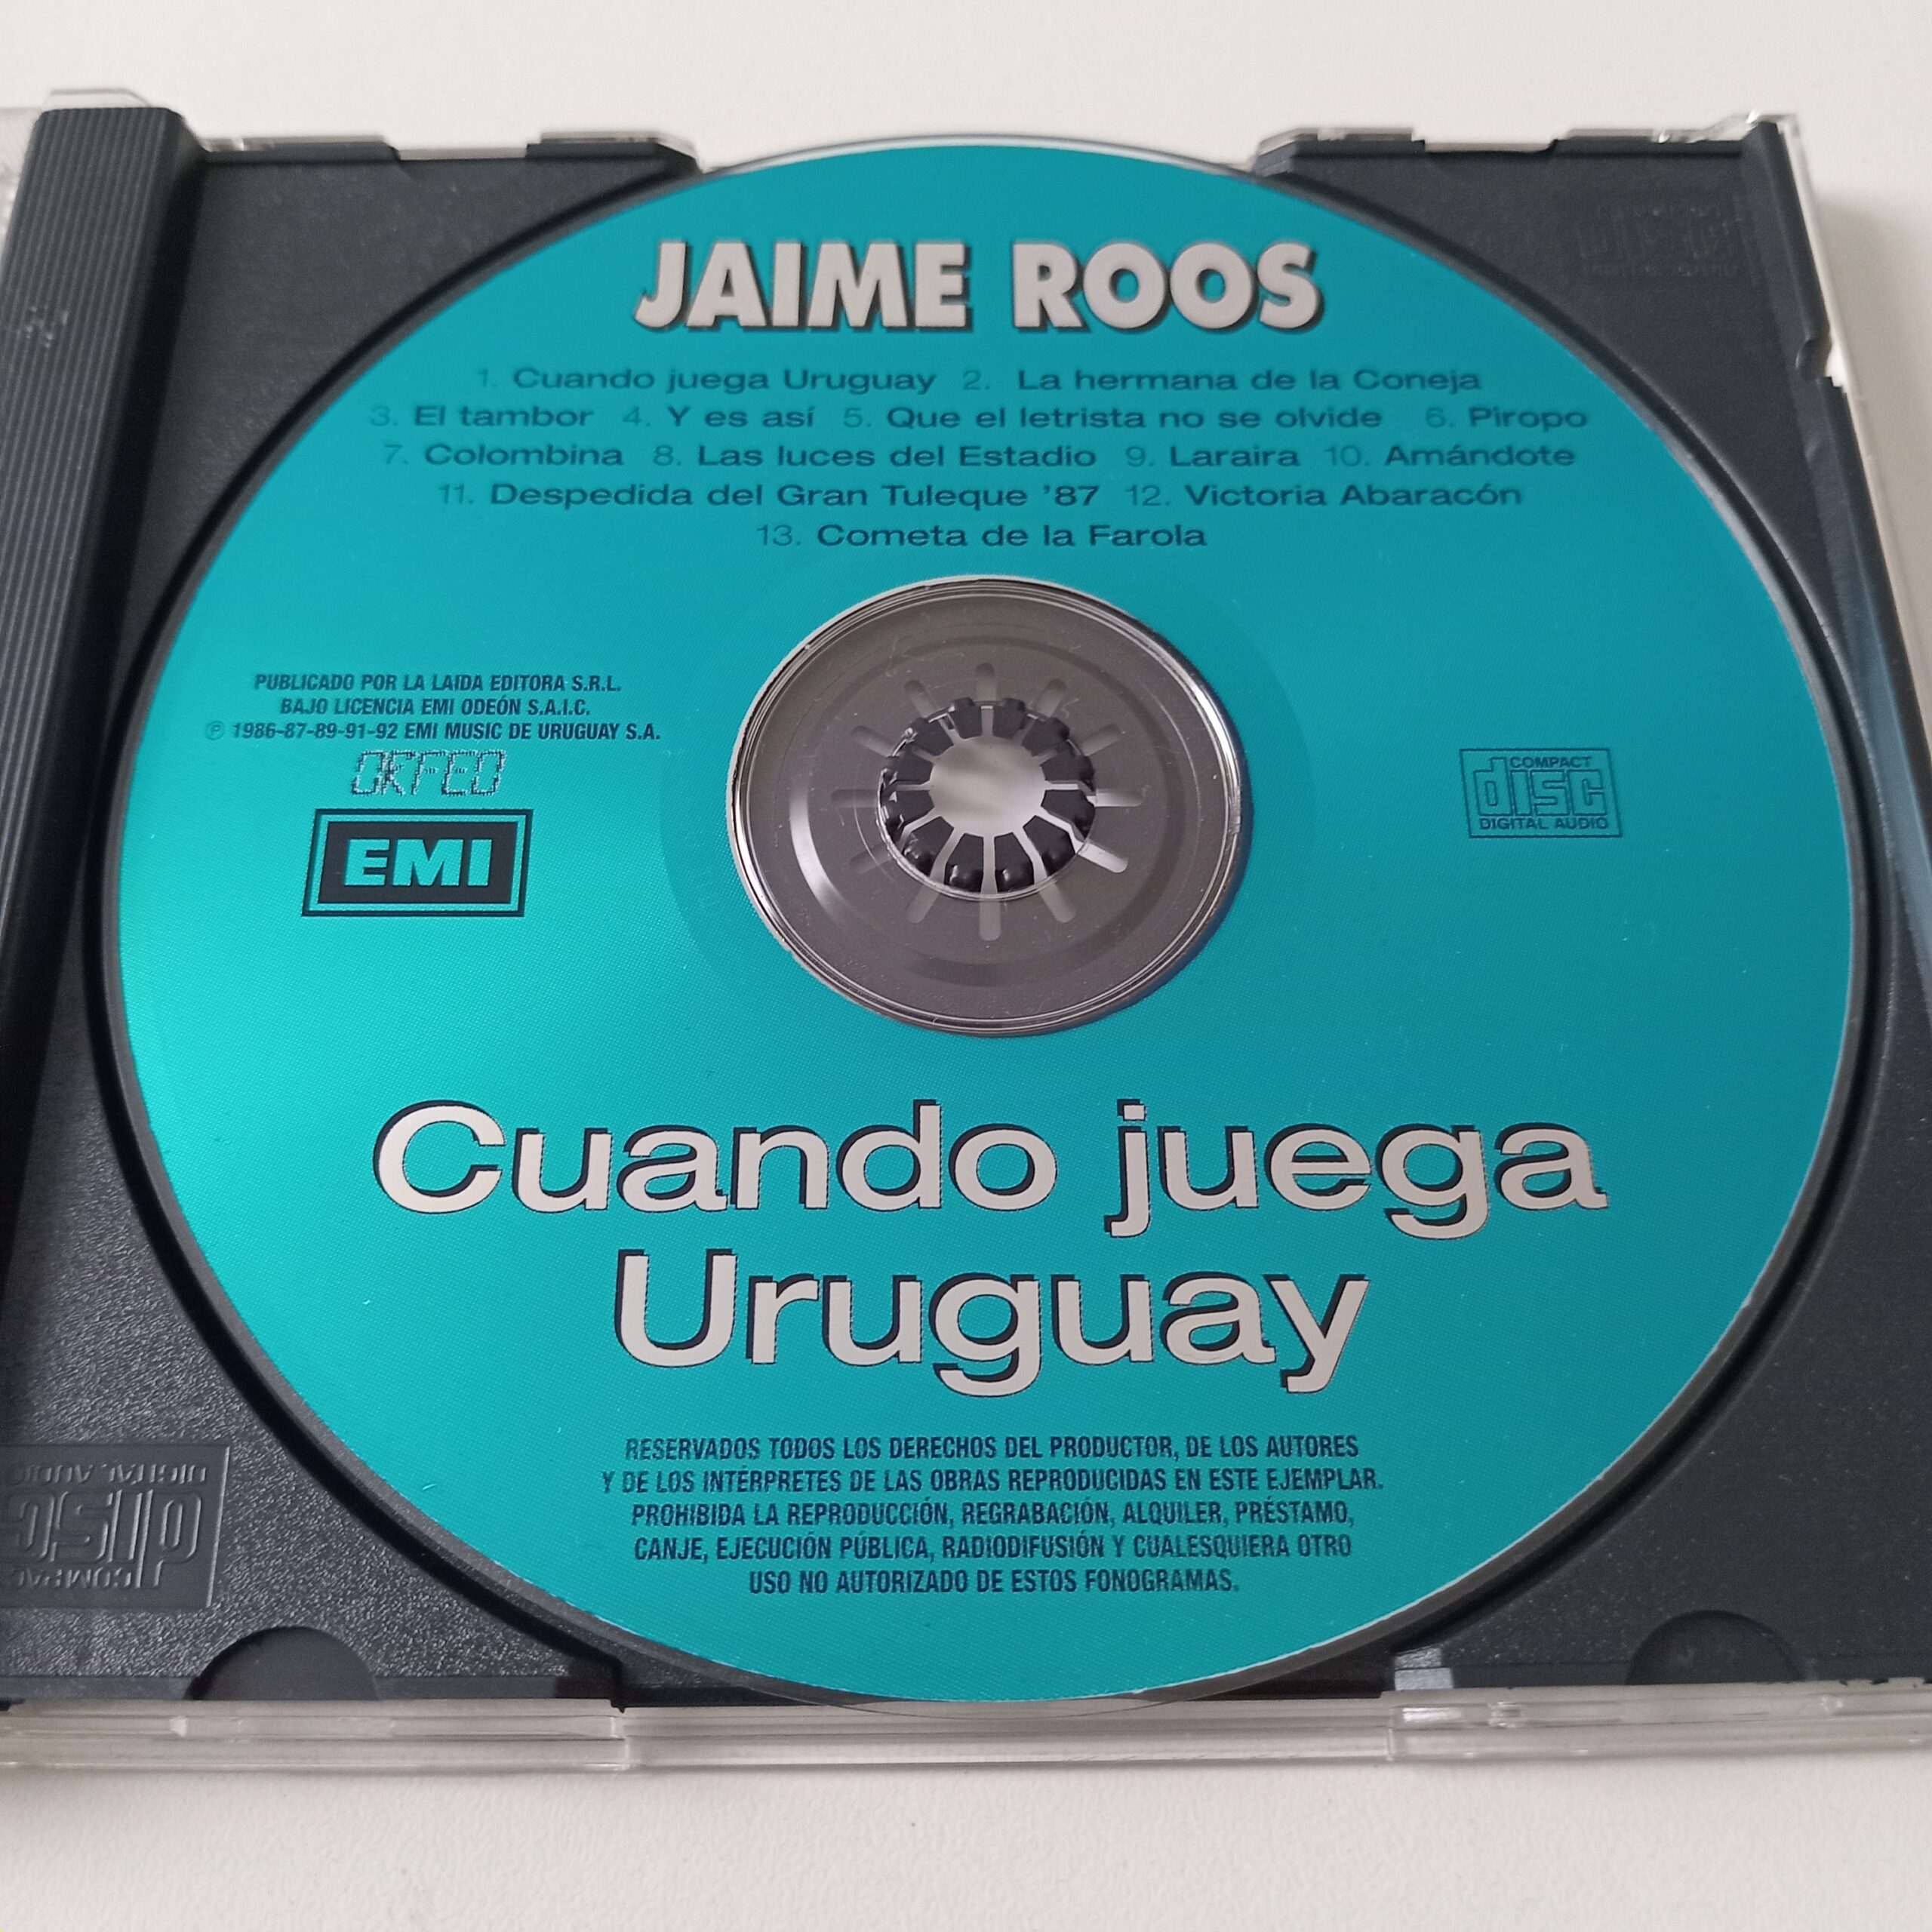 JAIME ROOS
1. Cuando juega Uruguay 2. La hermana de la Coneja
3. El tambor 4. Y es así 5. Que el letrista no se olvide 6. Piropo
7. Colombina 8. Las luces del Estadio 9. Laraira 10. Amándote
11. Despedida del Gran Tuleque '87 12. Victoria Abaracón
13. Cometa de la Farola
PUBLICADO POR LA LAIDA EDITORA S.R.L.
BAJO LICENCIA EMI ODEÓN S.A.I.C.
℗ 1986-87-89-91-92 EMI MUSIC DE URUGUAY S.A.
ORFEO
EMI
COMPACT
disc
DIGITAL AUDIO
Cuando juega
Uruguay
RESERVADOS TODOS LOS DERECHOS DEL PRODUCTOR, DE LOS AUTORES
Y DE LOS INTÉRPRETES DE LAS OBRAS REPRODUCIDAS EN ESTE EJEMPLAR.
PROHIBIDA LA REPRODUCCIÓN, REGRABACIÓN, ALQUILER, PRÉSTAMO,
CANJE, EJECUCIÓN PÚBLICA, RADIODIFUSIÓN Y CUALESQUIERA OTRO
USO NO AUTORIZADO DE ESTOS FONOGRAMAS.